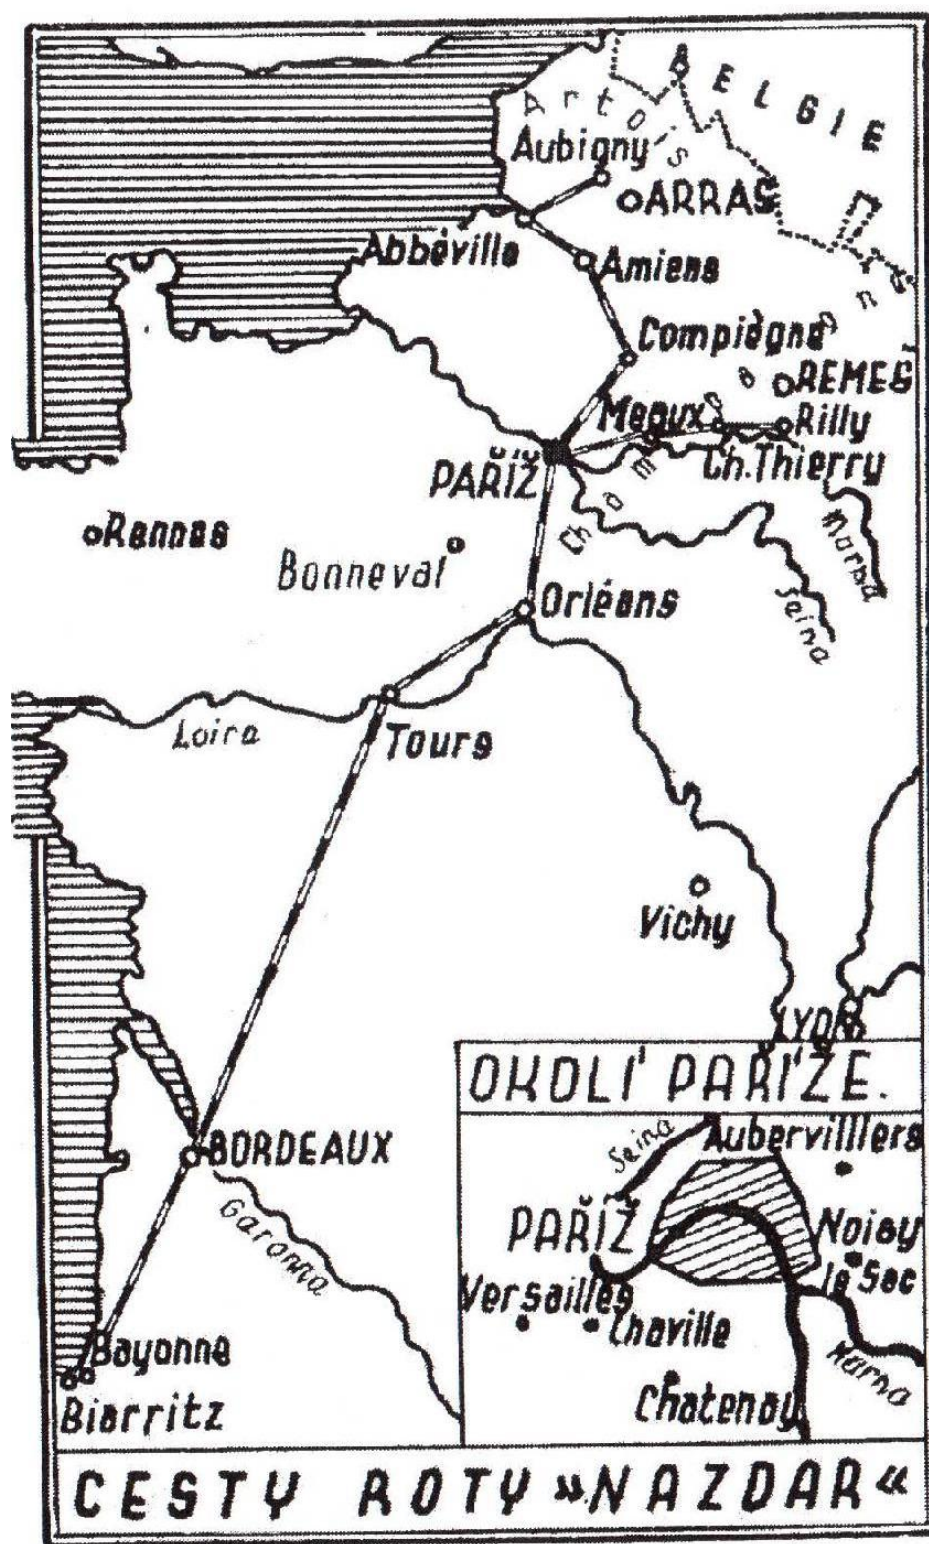 BELGIE
Artois
Aubigny
ARRAS
Abbéville
Amiens
Compiègne
REMEŠ
Meaux
Rilly
Ch. Thierry
PAŘÍŽ
Marna
Seina
Rennes
Bonneval
Orléans
Loira
Tours
Vichy
LYON
BORDEAUX
Garonna
Bayonne
Biarritz
OKOLÍ PAŘÍŽE.
Seina
Aubervilliers
PAŘÍŽ
Noisy
le Sec
Versailles
Chaville
Marna
Chatenay
CESTY ROTY »NAZDAR«